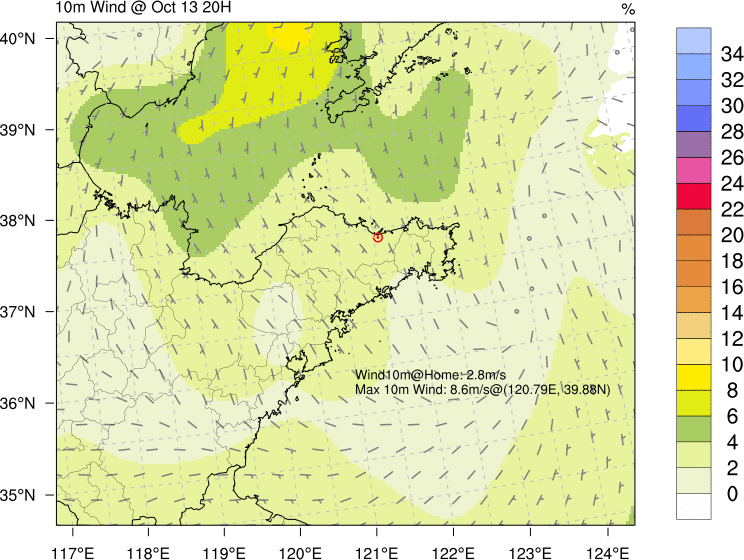 10m Wind @ Oct 13 20H
%
40°N
39°N
38°N
37°N
36°N
35°N
117°E
118°E
119°E
120°E
121°E
122°E
123°E
124°E
Wind10m@Home: 2.8m/s
Max 10m Wind: 8.6m/s@(120.79E, 39.88N)
34
32
30
28
26
24
22
20
18
16
14
12
10
8
6
4
2
0